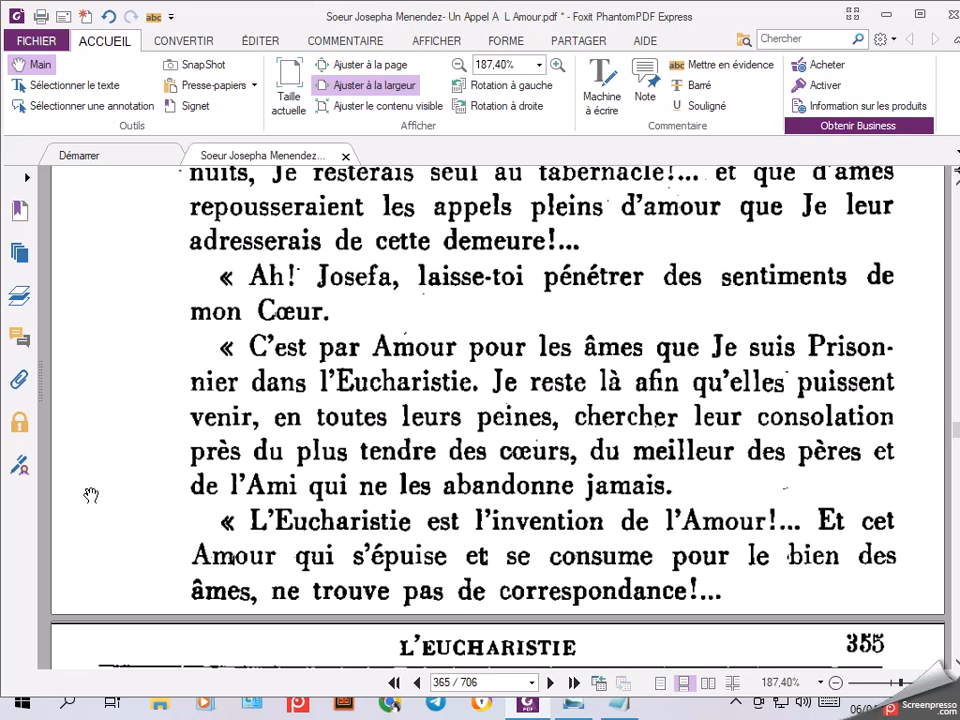 Soeur Josepha Menendez- Un Appel A L Amour.pdf * - Foxit PhantomPDF Express
FICHIER ACCUEIL CONVERTIR ÉDITER COMMENTAIRE AFFICHER FORME PARTAGER AIDE Chercher
Main SnapShot Ajuster à la page 187,40% Mettre en évidence Acheter
Sélectionner le texte Presse-papiers Ajuster à la largeur Rotation à gauche Barré Activer
Sélectionner une annotation Signet Taille actuelle Ajuster le contenu visible Rotation à droite Machine à écrire Note Souligné Information sur les produits
Outils Afficher Commentaire Obtenir Business
Démarrer Soeur Josepha Menendez...
nuits, Je resterais seul au tabernacle!... et que d'âmes
repousseraient les appels pleins d'amour que Je leur
adresserais de cette demeure!...
« Ah! Josefa, laisse-toi pénétrer des sentiments de
mon Cœur.
« C'est par Amour pour les âmes que Je suis Prison-
nier dans l'Eucharistie. Je reste là afin qu'elles puissent
venir, en toutes leurs peines, chercher leur consolation
près du plus tendre des cœurs, du meilleur des pères et
de l'Ami qui ne les abandonne jamais.
« L'Eucharistie est l'invention de l'Amour!... Et cet
Amour qui s'épuise et se consume pour le bien des
âmes, ne trouve pas de correspondance!...
L'EUCHARISTIE 355
365 / 706 187,40%
Screenpresso
.com